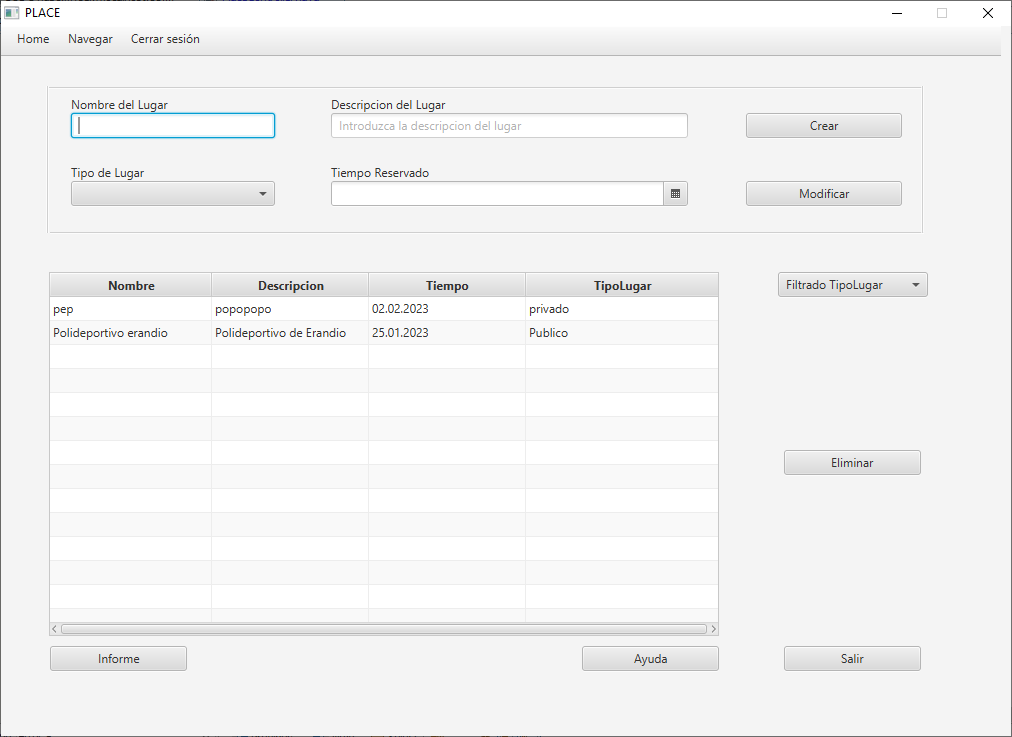 PLACE
Home Navegar Cerrar sesión
Nombre del Lugar Descripcion del Lugar
Introduzca la descripcion del lugar Crear
Tipo de Lugar Tiempo Reservado
Modificar
Nombre Descripcion Tiempo TipoLugar Filtrado TipoLugar
pep popopopo 02.02.2023 privado
Polideportivo erandio Polideportivo de Erandio 25.01.2023 Publico
Eliminar
Informe Ayuda Salir